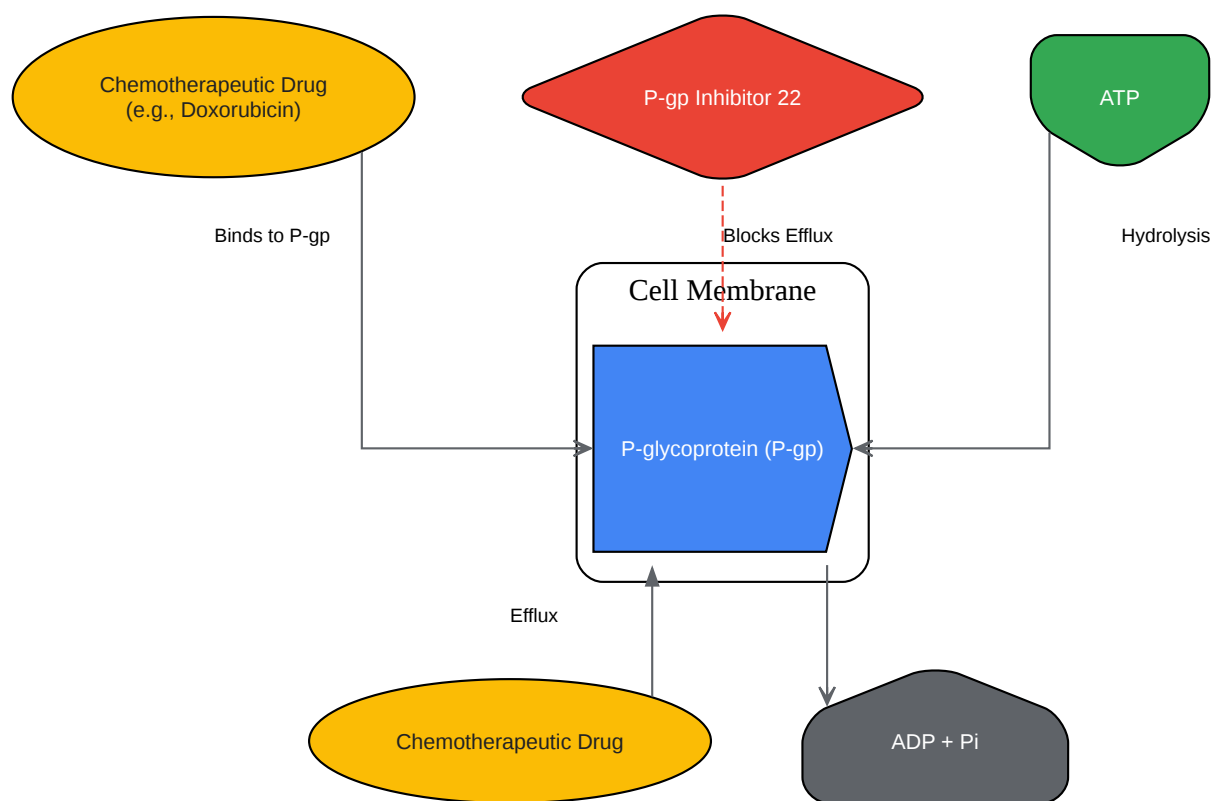 Chemotherapeutic Drug
(e.g., Doxorubicin)
P-gp Inhibitor 22
ATP
Binds to P-gp
Blocks Efflux
Hydrolysis
Cell Membrane
P-glycoprotein (P-gp)
Efflux
Chemotherapeutic Drug
ADP + Pi